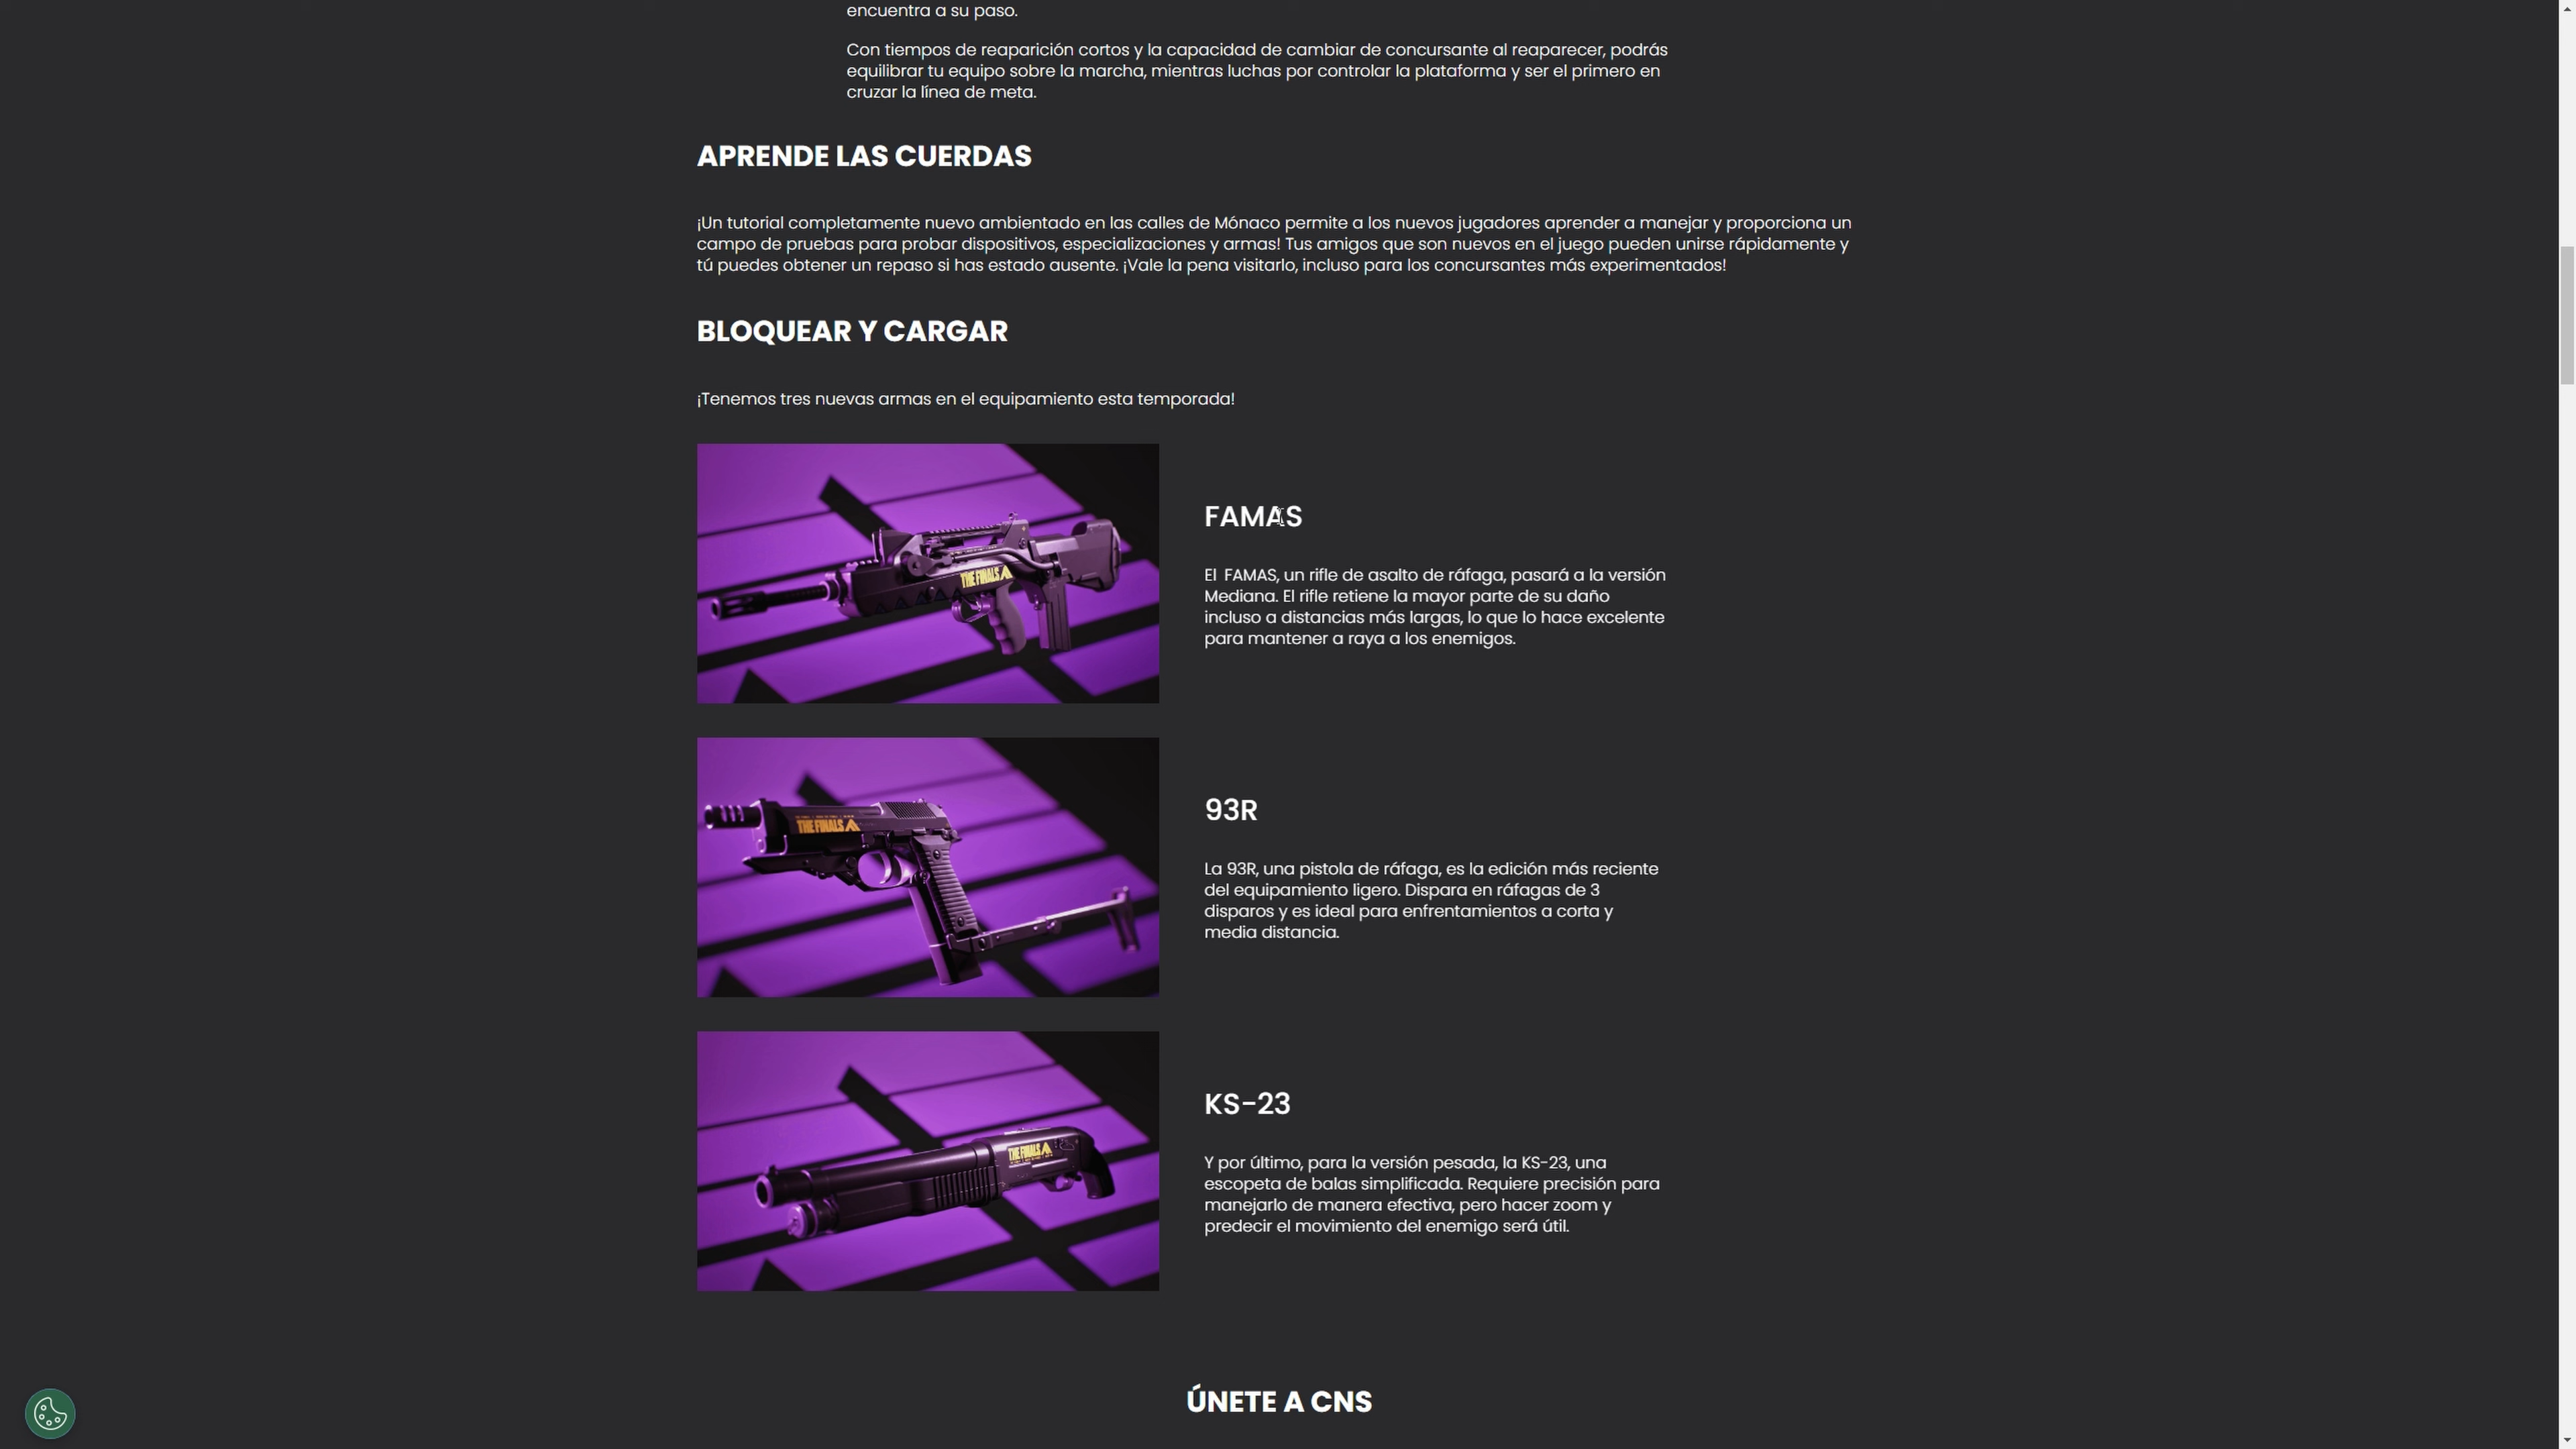 encuentra a su paso.
Con tiempos de reaparición cortos y la capacidad de cambiar de concursante al reaparecer, podrás
equilibrar tu equipo sobre la marcha, mientras luchas por controlar la plataforma y ser el primero en
cruzar la línea de meta.
APRENDE LAS CUERDAS
¡Un tutorial completamente nuevo ambientado en las calles de Mónaco permite a los nuevos jugadores aprender a manejar y proporciona un
campo de pruebas para probar dispositivos, especializaciones y armas! Tus amigos que son nuevos en el juego pueden unirse rápidamente y
tú puedes obtener un repaso si has estado ausente. ¡Vale la pena visitarlo, incluso para los concursantes más experimentados!
BLOQUEAR Y CARGAR
¡Tenemos tres nuevas armas en el equipamiento esta temporada!
THE FINALS
FAMAS
El FAMAS, un rifle de asalto de ráfaga, pasará a la versión
Mediana. El rifle retiene la mayor parte de su daño
incluso a distancias más largas, lo que lo hace excelente
para mantener a raya a los enemigos.
THE FINALS
93R
La 93R, una pistola de ráfaga, es la edición más reciente
del equipamiento ligero. Dispara en ráfagas de 3
disparos y es ideal para enfrentamientos a corta y
media distancia.
THE FINALS
KS-23
Y por último, para la versión pesada, la KS-23, una
escopeta de balas simplificada. Requiere precisión para
manejarlo de manera efectiva, pero hacer zoom y
predecir el movimiento del enemigo será útil.
ÚNETE A CNS